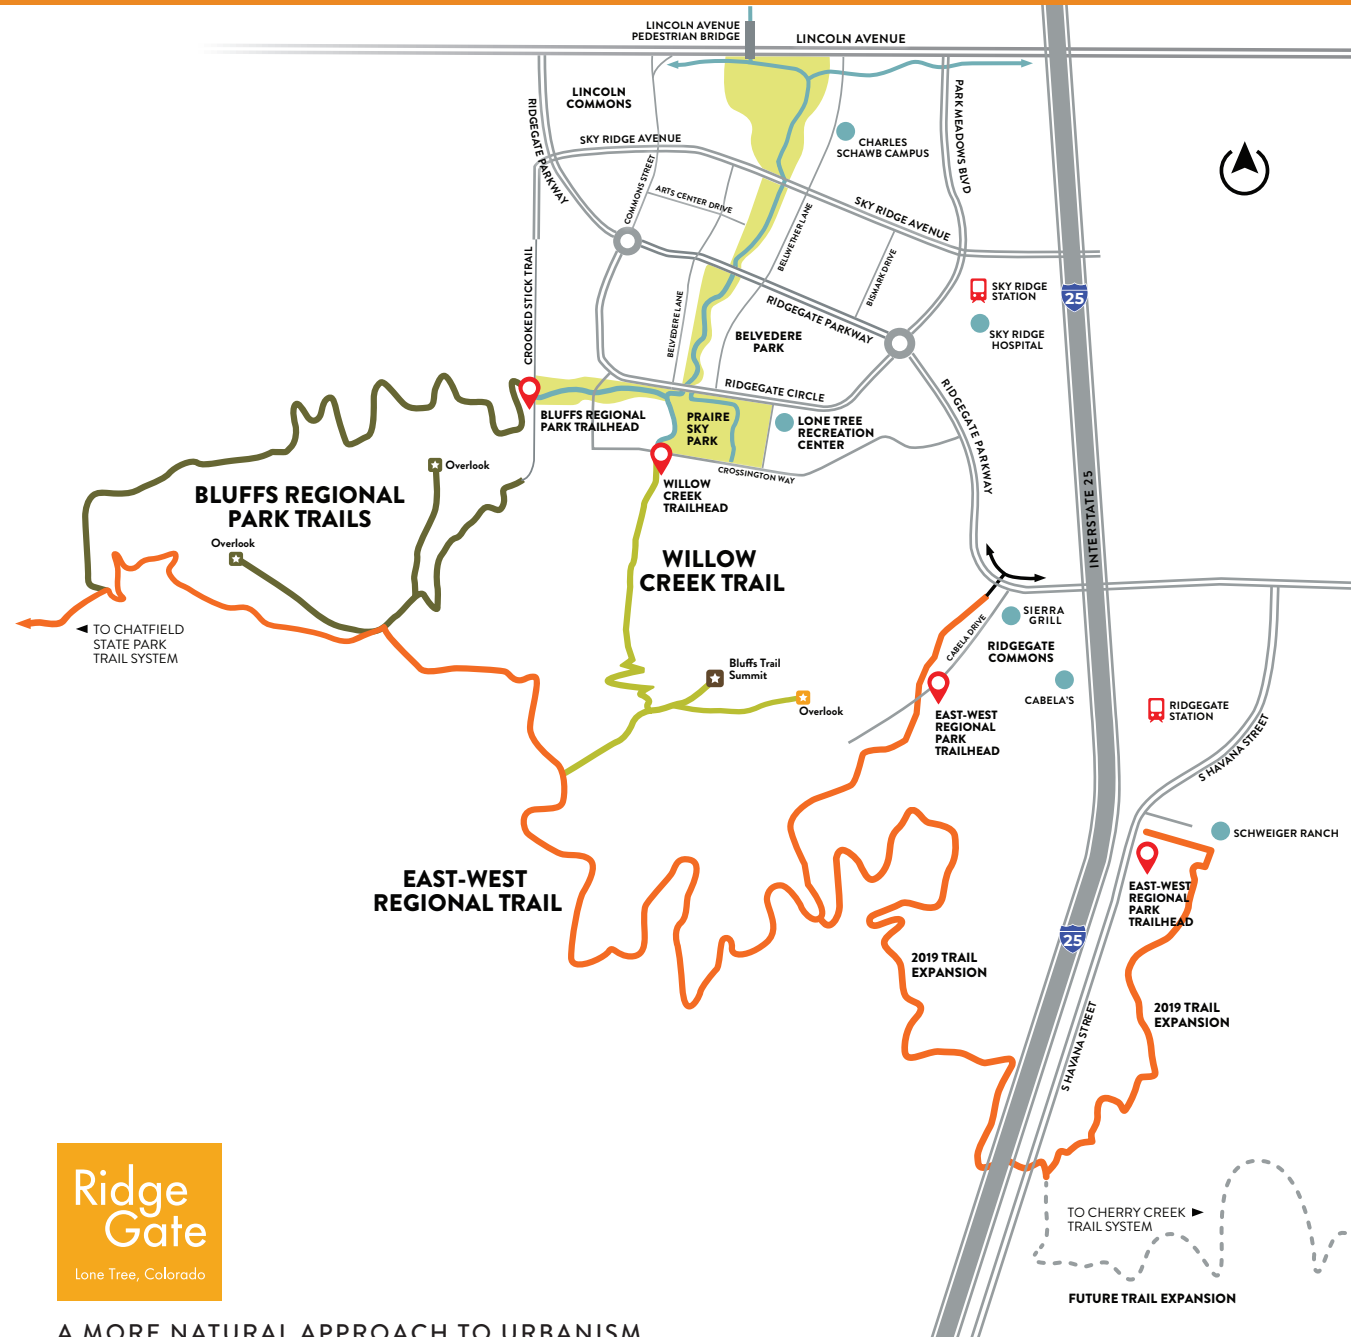 LINCOLN AVENUE
PEDESTRIAN BRIDGE
LINCOLN AVENUE
LINCOLN
COMMONS
RIDGEGATE PARKWAY
SKY RIDGE AVENUE
COMMONS STREET
ARTS CENTER DRIVE
CHARLES
SCHAWB CAMPUS
PARK MEADOWS BLVD
SKY RIDGE AVENUE
BELLWETHER LANE
BISMARK DRIVE
CROOKED STICK TRAIL
BELVEDERE LANE
RIDGEGATE PARKWAY
BELVEDERE
PARK
SKY RIDGE
STATION
25
SKY RIDGE
HOSPITAL
RIDGEGATE CIRCLE
RIDGEGATE PARKWAY
BLUFFS REGIONAL
PARK TRAILHEAD
PRAIRE
SKY
PARK
LONE TREE
RECREATION
CENTER
CROSSINGTON WAY
WILLOW
CREEK
TRAILHEAD
Overlook
BLUFFS REGIONAL
PARK TRAILS
Overlook
WILLOW
CREEK TRAIL
INTERSTATE 25
TO CHATFIELD
STATE PARK
TRAIL SYSTEM
SIERRA
GRILL
CABELA DRIVE
RIDGEGATE
COMMONS
CABELA'S
Bluffs Trail
Summit
Overlook
EAST-WEST
REGIONAL
PARK
TRAILHEAD
RIDGEGATE
STATION
S HAVANA STREET
SCHWEIGER RANCH
EAST-WEST
REGIONAL TRAIL
EAST-WEST
REGIONAL
PARK
TRAILHEAD
25
2019 TRAIL
EXPANSION
2019 TRAIL
EXPANSION
S HAVANA STREET
TO CHERRY CREEK
TRAIL SYSTEM
FUTURE TRAIL EXPANSION
Ridge
Gate
Lone Tree, Colorado
A MORE NATURAL APPROACH TO URBANISM